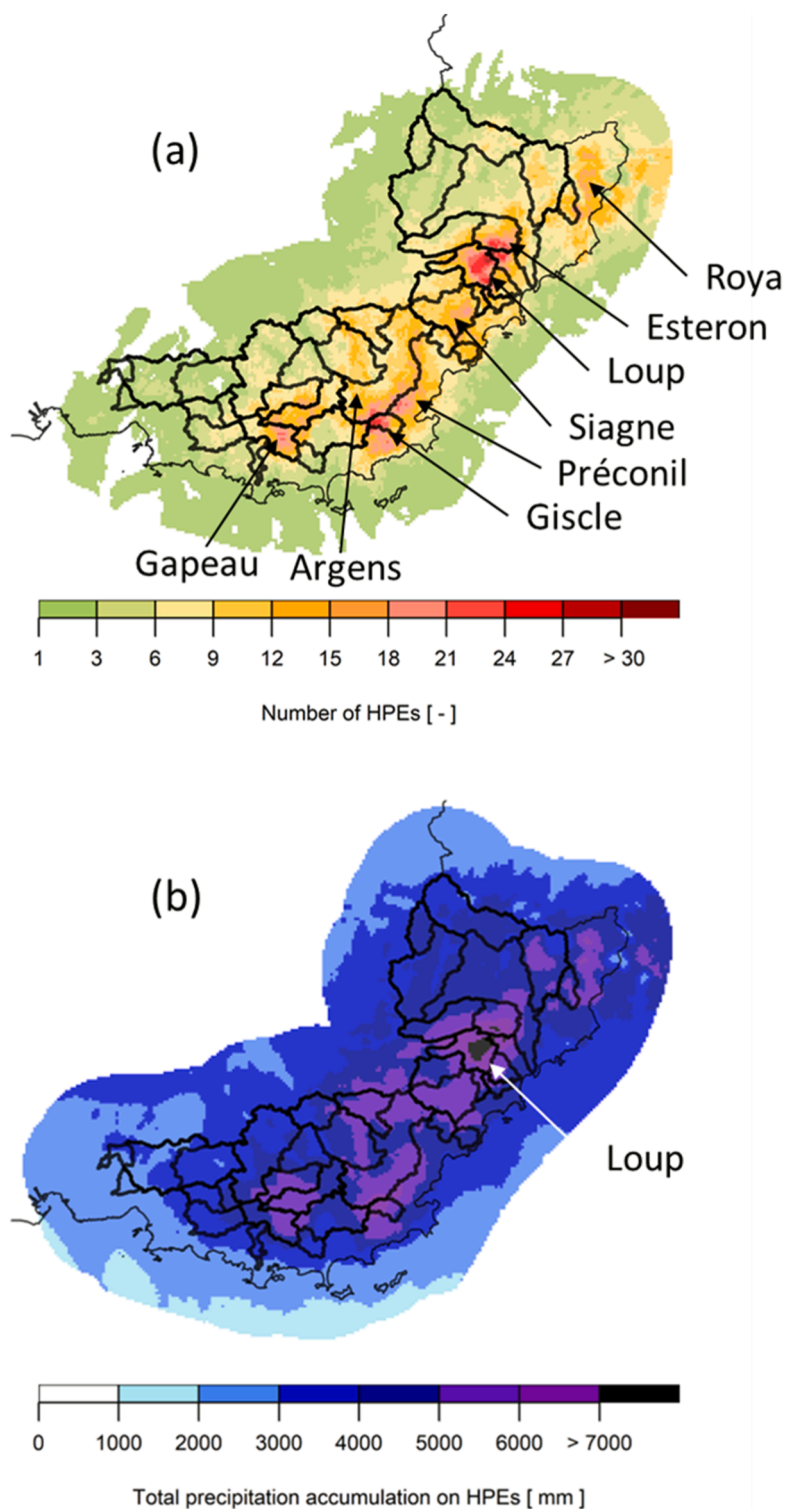 (a)
Roya
Esteron
Loup
Siagne
Préconil
Giscle
Gapeau Argens
1 3 6 9 12 15 18 21 24 27 > 30
Number of HPEs [ - ]
(b)
Loup
0 1000 2000 3000 4000 5000 6000 > 7000
Total precipitation accumulation on HPEs [ mm ]